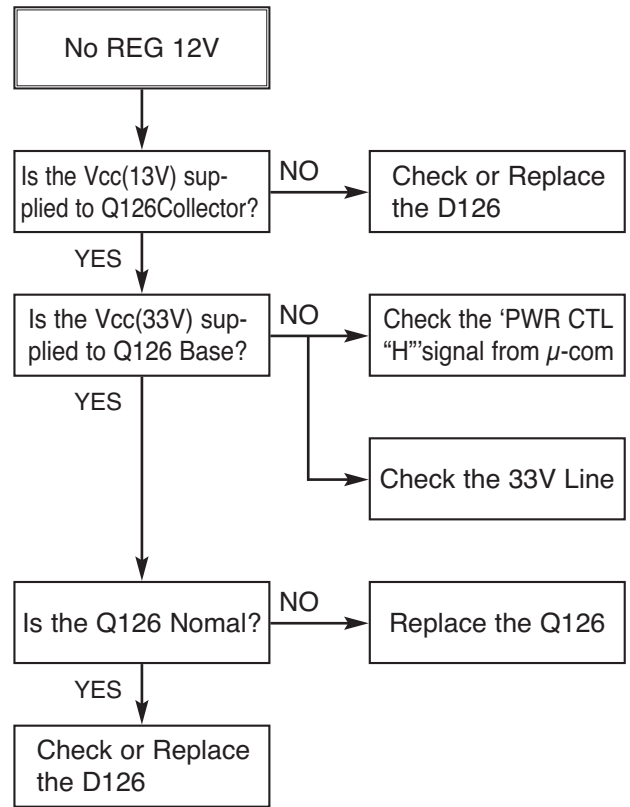 No REG 12V
Is the Vcc(13V) sup-
plied to Q126Collector?
NO
Check or Replace
the D126
YES
Is the Vcc(33V) sup-
plied to Q126 Base?
NO
Check the ‘PWR CTL
“H”’signal from µ-com
YES
Check the 33V Line
Is the Q126 Nomal?
NO
Replace the Q126
YES
Check or Replace
the D126